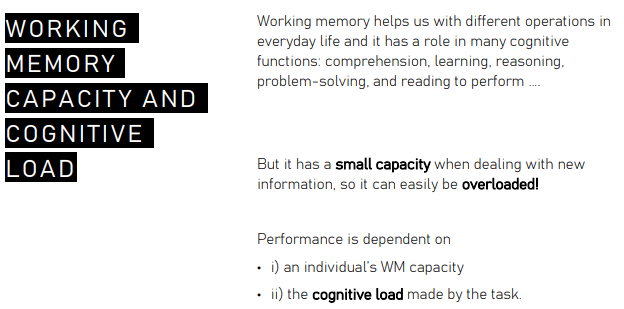 WORKING
MEMORY
CAPACITY AND
COGNITIVE
LOAD
Working memory helps us with different operations in
everyday life and it has a role in many cognitive
functions: comprehension, learning, reasoning,
problem-solving, and reading to perform ....
But it has a small capacity when dealing with new
information, so it can easily be overloaded!
Performance is dependent on
• i) an individual's WM capacity
• ii) the cognitive load made by the task.